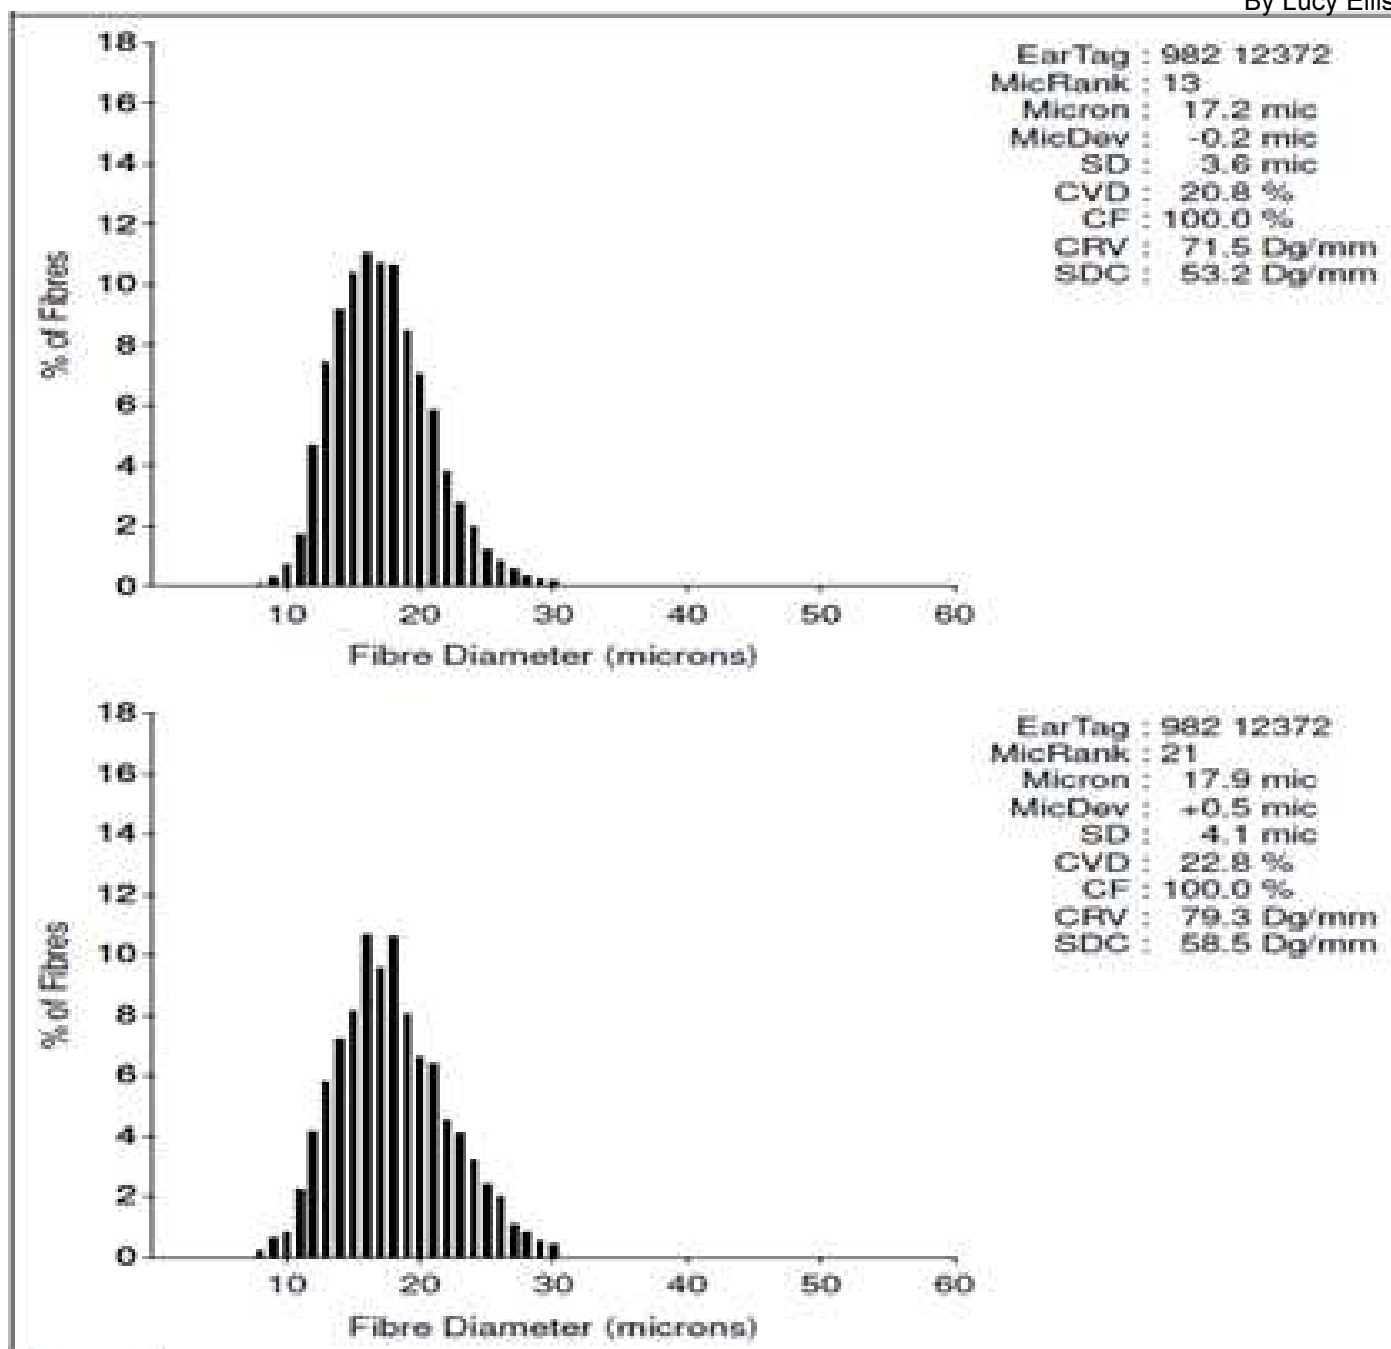 By Lucy Ellis
18
16
14
12
10
8
6
4
2
0
% of Fibres
10 20 30 40 50 60
Fibre Diameter (microns)
EarTag : 982 12372
MicRank : 13
Micron : 17.2 mic
MicDev : -0.2 mic
SD : 3.6 mic
CVD : 20.8 %
CF : 100.0 %
CRV : 71.5 Dg/mm
SDC : 53.2 Dg/mm
18
16
14
12
10
8
6
4
2
0
% of Fibres
10 20 30 40 50 60
Fibre Diameter (microns)
EarTag : 982 12372
MicRank : 21
Micron : 17.9 mic
MicDev : +0.5 mic
SD : 4.1 mic
CVD : 22.8 %
CF : 100.0 %
CRV : 79.3 Dg/mm
SDC : 58.5 Dg/mm